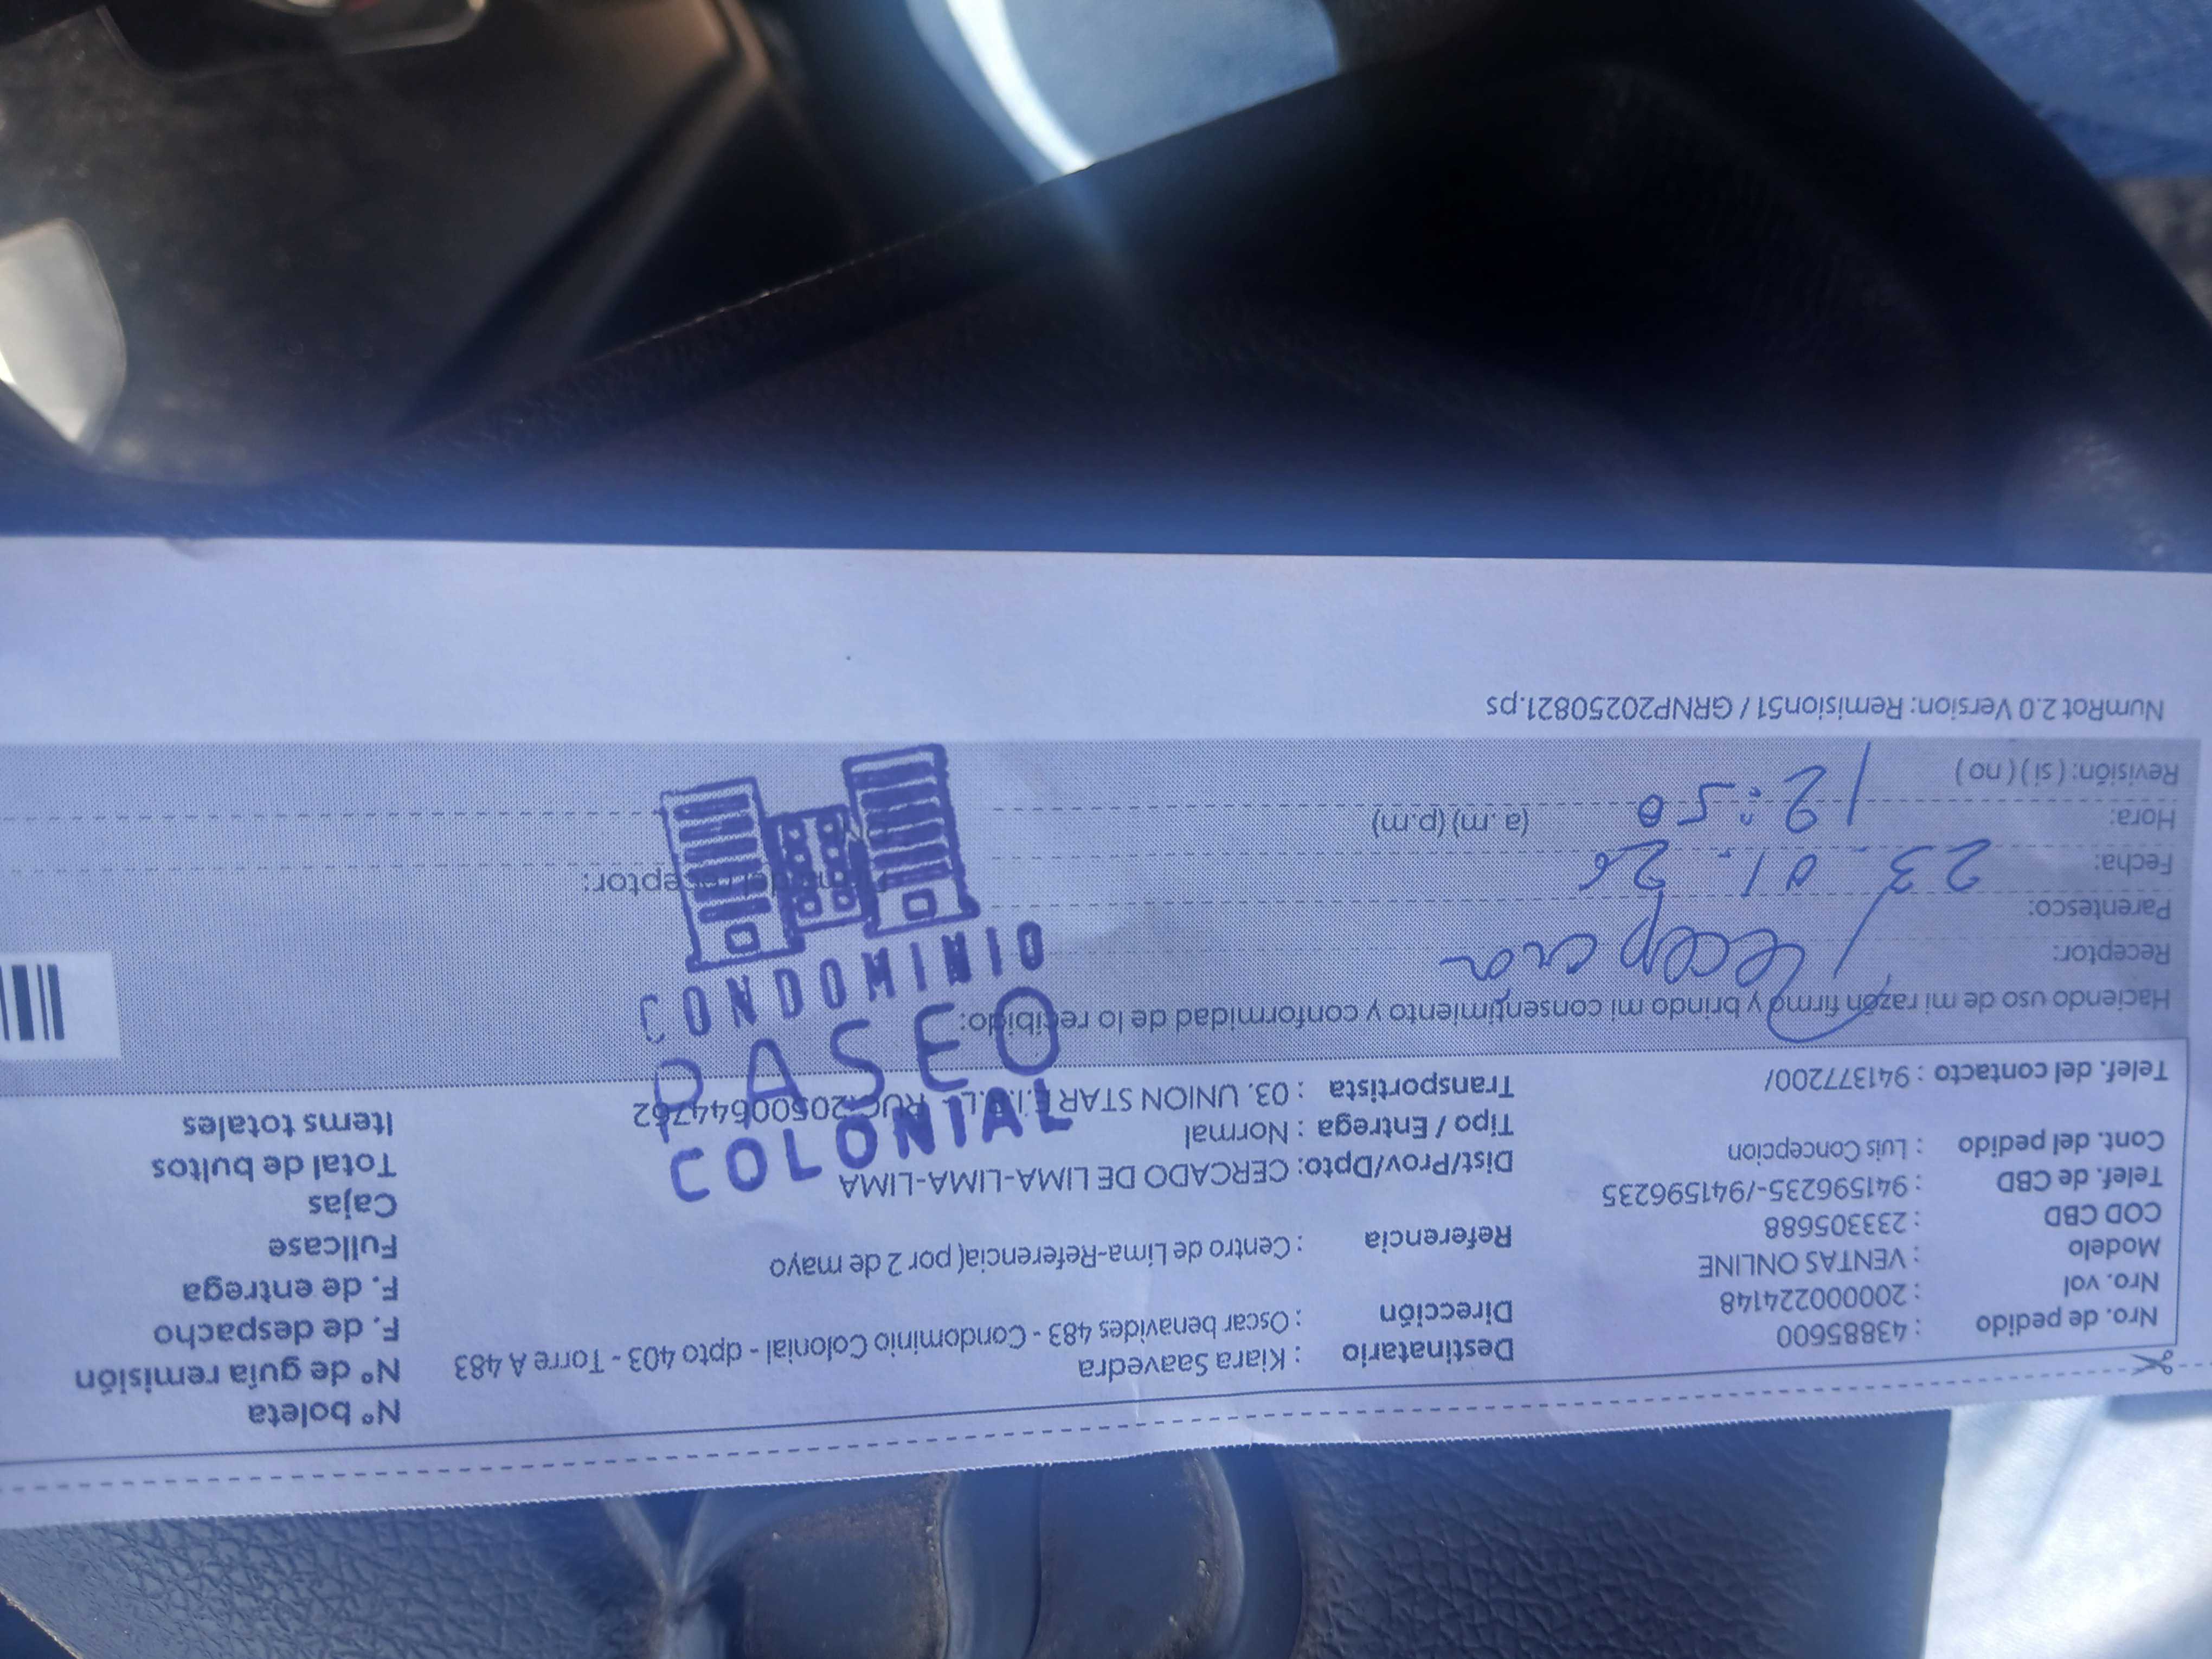 Nro. de pedido : 43885600
Nro. vol : 20000224148
Modelo : VENTAS ONLINE
COD CBD : 233305688
Telef. de CBD : 941596235-/941596235
Cont. del pedido : Luis Concepcion
Telef. del contacto : 941377200/
Destinatario : Kiara Saavedra
Dirección : Oscar benavides 483 - Condominio Colonial - dpto 403 - Torre A 483
Referencia : Centro de Lima-Referencia(por 2 de mayo
Dist/Prov/Dpto: CERCADO DE LIMA-LIMA-LIMA
Tipo / Entrega : Normal
Transportista : 03. UNION STAR E.I.R.L. RUC:20500644762
N° boleta
N° de guía remisión
F. de despacho
F. de entrega
Fullcase
Cajas
Total de bultos
Items totales
Haciendo uso de mi razón firmo y brindo mi consentimiento y conformidad de lo recibido:
Receptor: Recepcion
Parentesco:
Fecha: 23.01.26
Hora: 12:50 (a.m) (p.m)
Revisión: ( si ) ( no )
Firma del receptor:
CONDOMINIO
PASEO
COLONIAL
NumRot 2.0 Version: Remision51 / GRNP20250821.ps